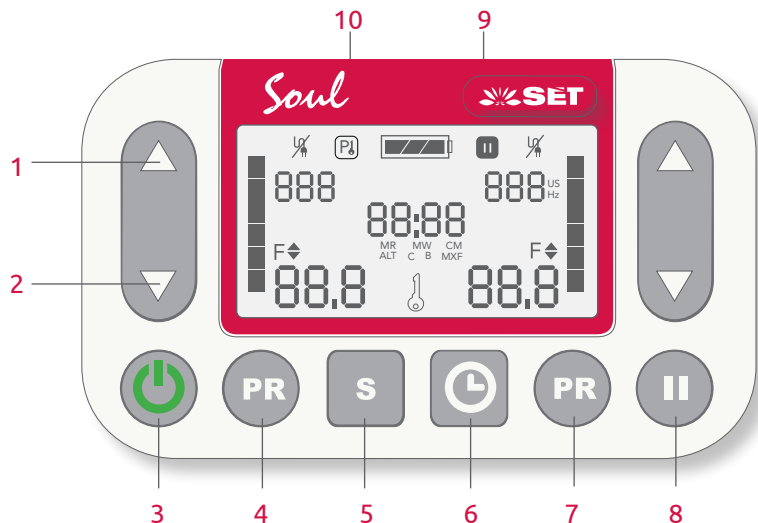 10 9
Soul SET
1
P
888 888 US
Hz
88:88
MR MW CM
ALT C B MXF
F F
2
88.8 88.8
PR S PR
3 4 5 6 7 8